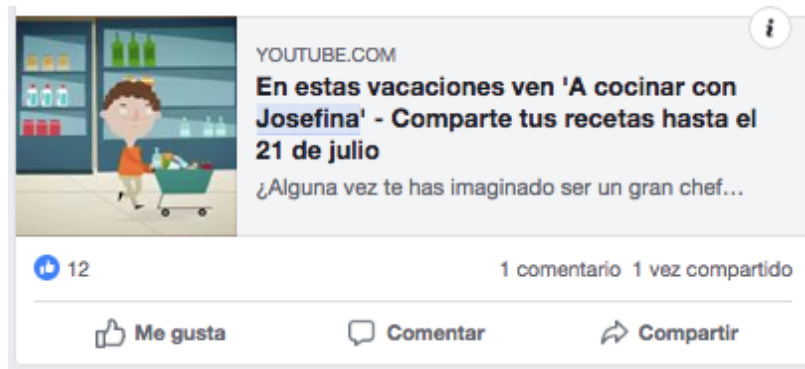 YOUTUBE.COM
En estas vacaciones ven 'A cocinar con
Josefina' - Comparte tus recetas hasta el
21 de julio
¿Alguna vez te has imaginado ser un gran chef...
12
1 comentario 1 vez compartido
Me gusta Comentar Compartir